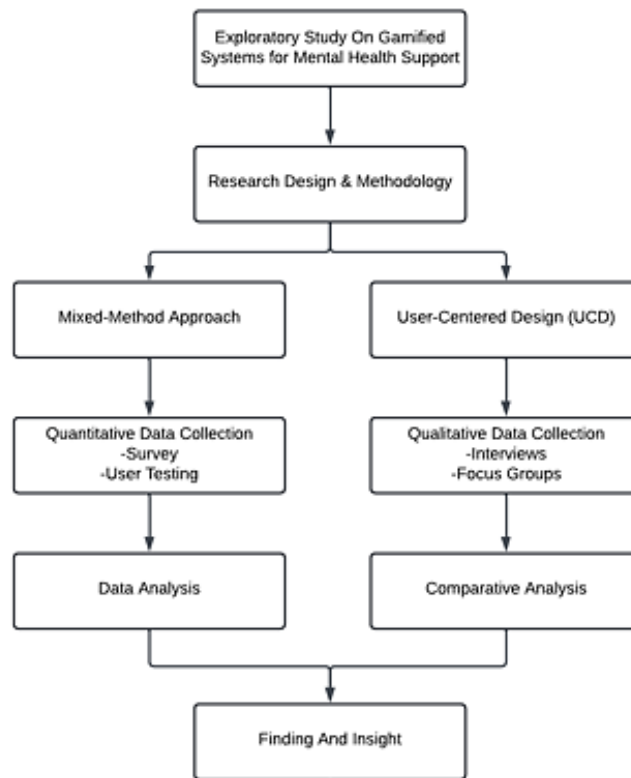 Exploratory Study On Gamified
Systems for Mental Health Support
Research Design & Methodology
Mixed-Method Approach
User-Centered Design (UCD)
Quantitative Data Collection
-Survey
-User Testing
Qualitative Data Collection
-Interviews
-Focus Groups
Data Analysis
Comparative Analysis
Finding And Insight